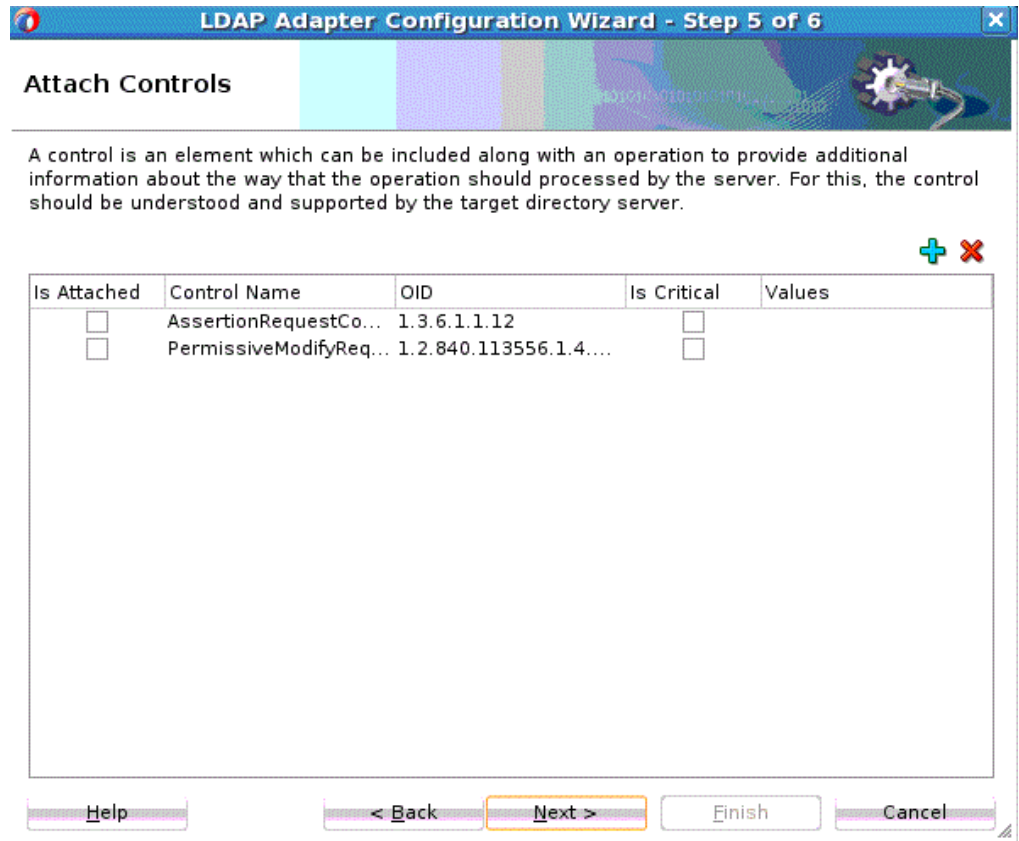 LDAP Adapter Configuration Wizard - Step 5 of 6
Attach Controls
A control is an element which can be included along with an operation to provide additional
information about the way that the operation should processed by the server. For this, the control
should be understood and supported by the target directory server.
Is Attached Control Name OID Is Critical Values
AssertionRequestCo... 1.3.6.1.1.12
PermissiveModifyReq... 1.2.840.113556.1.4....
Help < Back Next > Finish Cancel